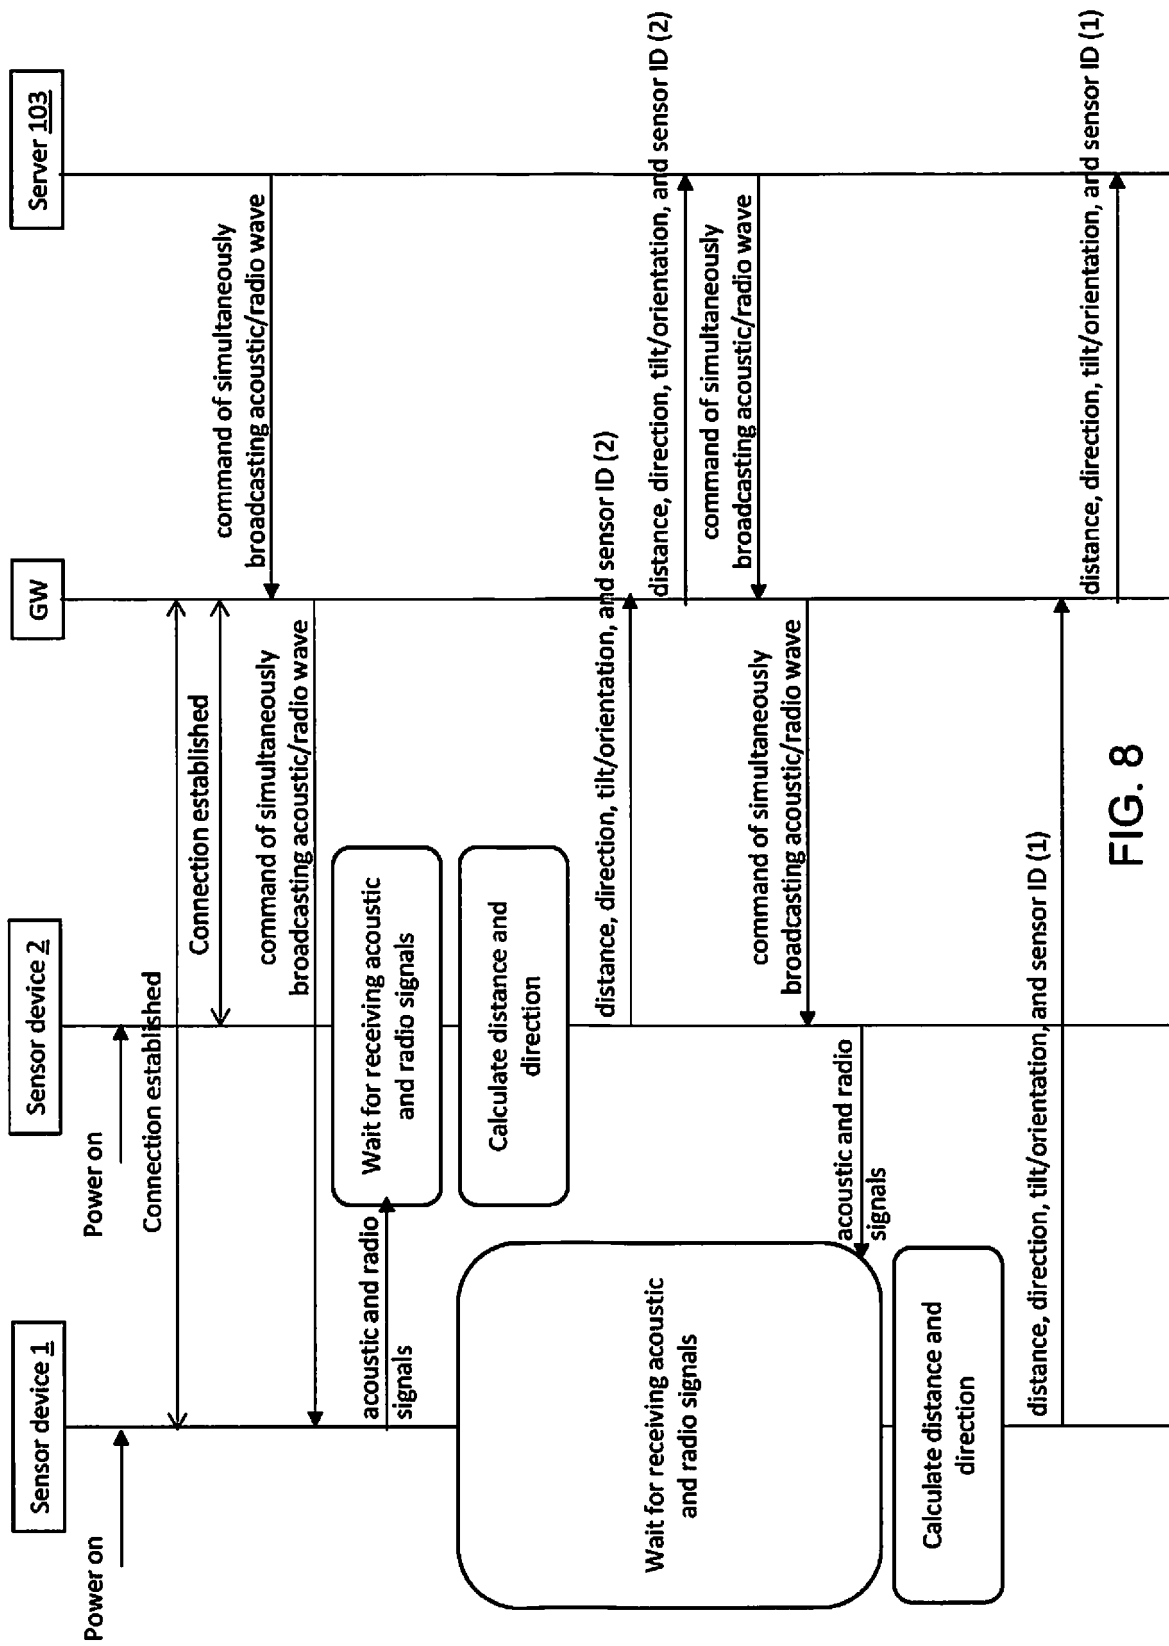 Sensor device 1
Sensor device 2
GW
Server 103
Power on
Power on
Connection established
Connection established
command of simultaneously
broadcasting acoustic/radio wave
command of simultaneously
broadcasting acoustic/radio wave
acoustic and radio
signals
Wait for receiving acoustic
and radio signals
Calculate distance and
direction
Wait for receiving acoustic
and radio signals
distance, direction, tilt/orientation, and sensor ID (2)
distance, direction, tilt/orientation, and sensor ID (2)
command of simultaneously
broadcasting acoustic/radio wave
command of simultaneously
broadcasting acoustic/radio wave
acoustic and radio
signals
Calculate distance and
direction
distance, direction, tilt/orientation, and sensor ID (1)
distance, direction, tilt/orientation, and sensor ID (1)
FIG. 8